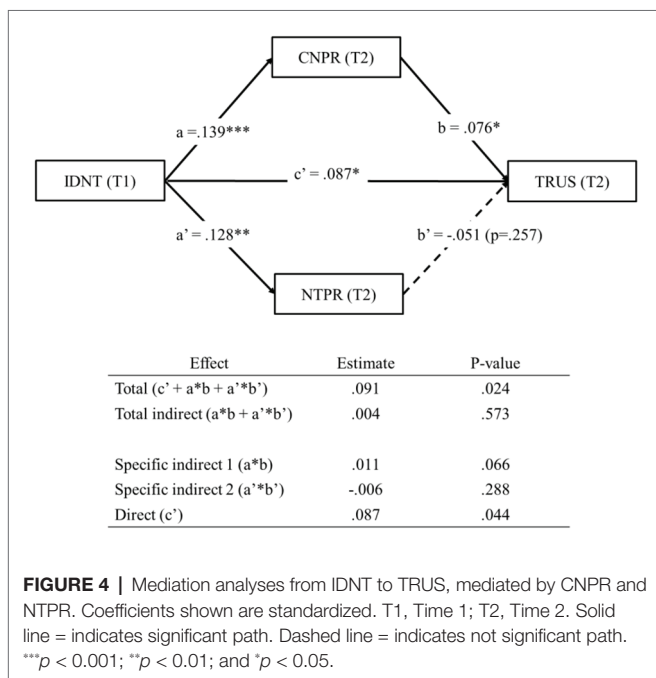 CNPR (T2)
a =.139***
b = .076*
IDNT (T1)
c’ = .087*
TRUS (T2)
a’ = .128**
b’ = -.051 (p=.257)
NTPR (T2)
Effect Estimate P-value
Total (c’ + a*b + a’*b’) .091 .024
Total indirect (a*b + a’*b’) .004 .573
Specific indirect 1 (a*b) .011 .066
Specific indirect 2 (a’*b’) -.006 .288
Direct (c’) .087 .044
FIGURE 4 | Mediation analyses from IDNT to TRUS, mediated by CNPR and
NTPR. Coefficients shown are standardized. T1, Time 1; T2, Time 2. Solid
line = indicates significant path. Dashed line = indicates not significant path.
***p < 0.001; **p < 0.01; and *p < 0.05.